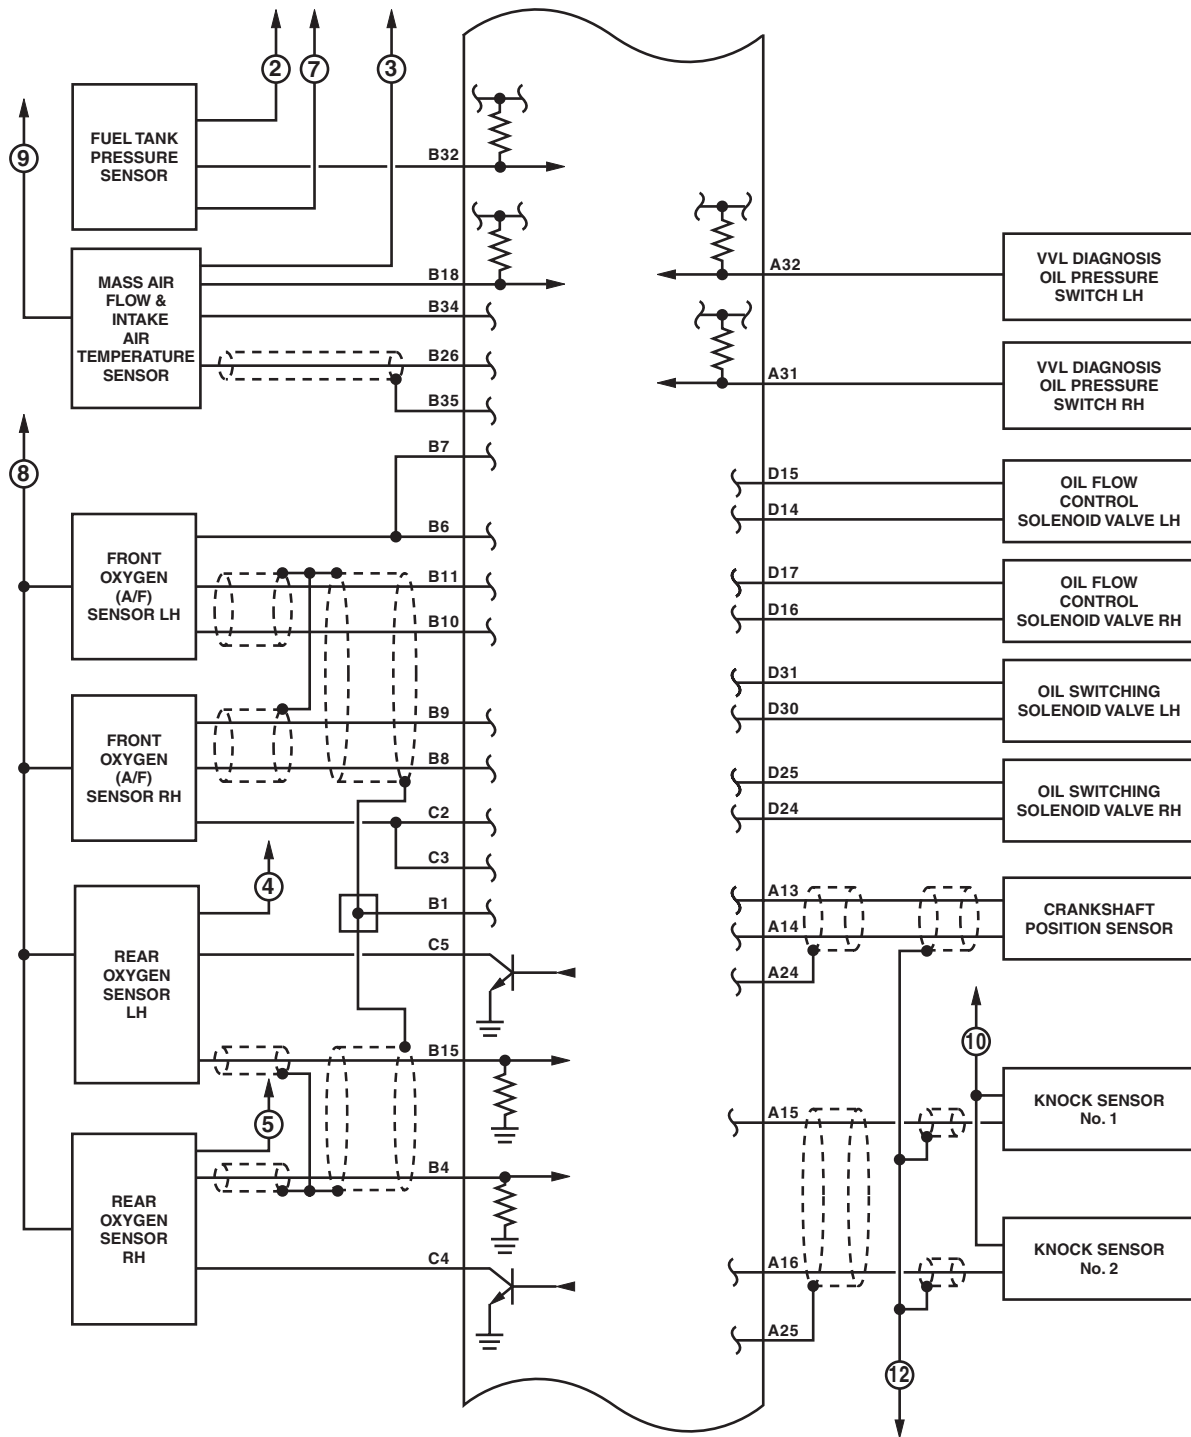 2
7
3
FUEL TANK
PRESSURE
SENSOR
9
B32
MASS AIR
FLOW &
INTAKE
AIR
TEMPERATURE
SENSOR
B18
B34
B26
B35
B7
8
B6
FRONT
OXYGEN
(A/F)
SENSOR LH
B11
B10
FRONT
OXYGEN
(A/F)
SENSOR RH
B9
B8
C2
C3
4
B1
REAR
OXYGEN
SENSOR
LH
C5
B15
5
REAR
OXYGEN
SENSOR
RH
B4
C4
A32
VVL DIAGNOSIS
OIL PRESSURE
SWITCH LH
A31
VVL DIAGNOSIS
OIL PRESSURE
SWITCH RH
D15
D14
OIL FLOW
CONTROL
SOLENOID VALVE LH
D17
D16
OIL FLOW
CONTROL
SOLENOID VALVE RH
D31
D30
OIL SWITCHING
SOLENOID VALVE LH
D25
D24
OIL SWITCHING
SOLENOID VALVE RH
A13
A14
A24
CRANKSHAFT
POSITION SENSOR
10
A15
KNOCK SENSOR
No. 1
A16
KNOCK SENSOR
No. 2
A25
12